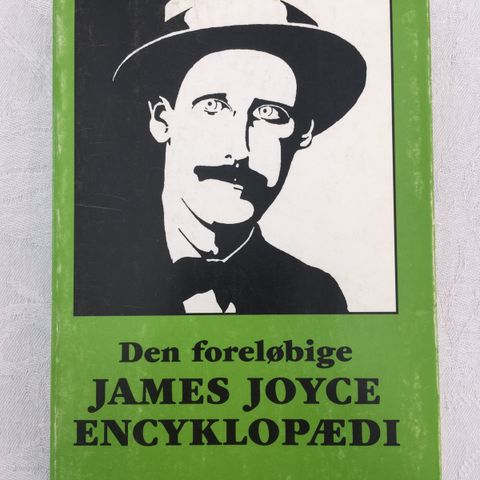 Den foreløbige
JAMES JOYCE
ENCYKLOPÆDI